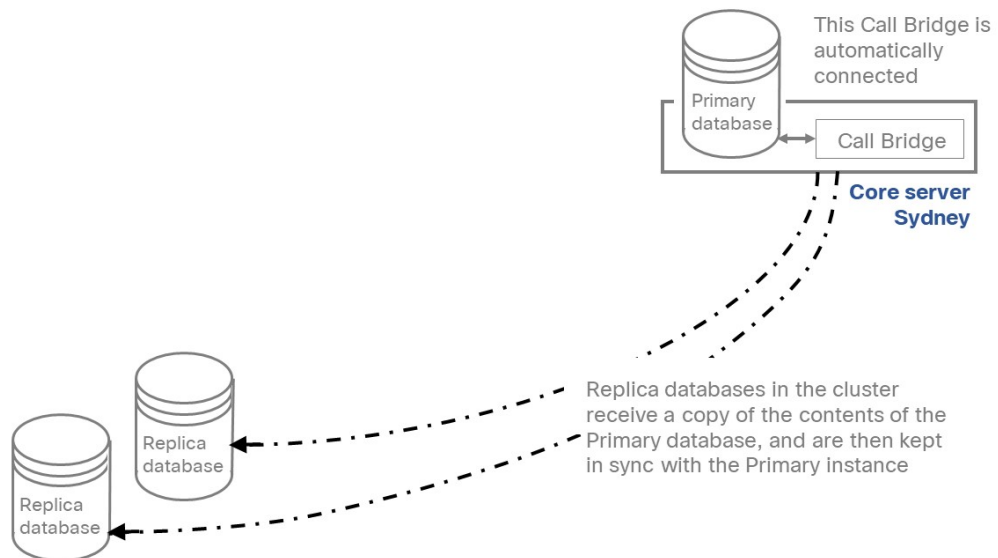 This Call Bridge is
automatically
connected
Primary
database
Call Bridge
Core server
Sydney
Replica databases in the cluster
receive a copy of the contents of the
Primary database, and are then kept
in sync with the Primary instance
Replica
database
Replica
database